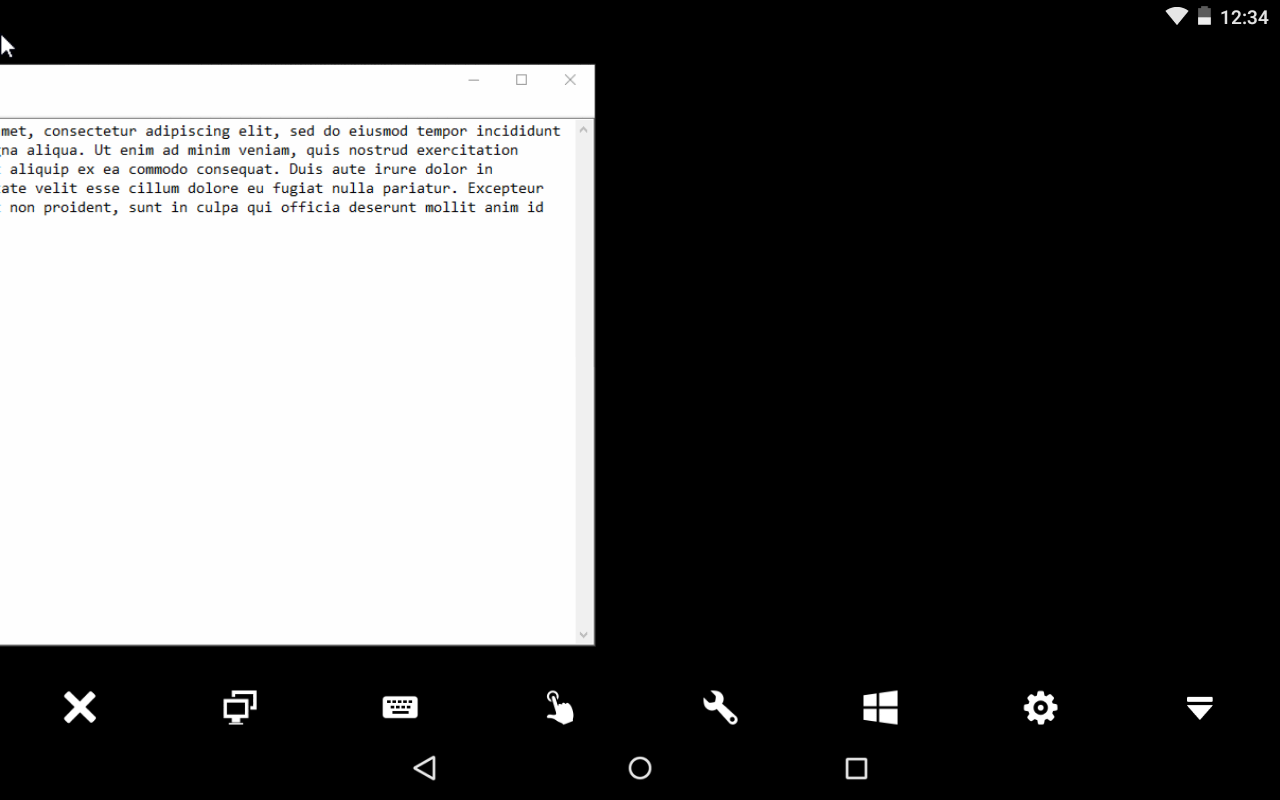 12:34
met, consectetur adipiscing elit, sed do eiusmod tempor incididunt
na aliqua. Ut enim ad minim veniam, quis nostrud exercitation
aliquip ex ea commodo consequat. Duis aute irure dolor in
ate velit esse cillum dolore eu fugiat nulla pariatur. Excepteur
non proident, sunt in culpa qui officia deserunt mollit anim id